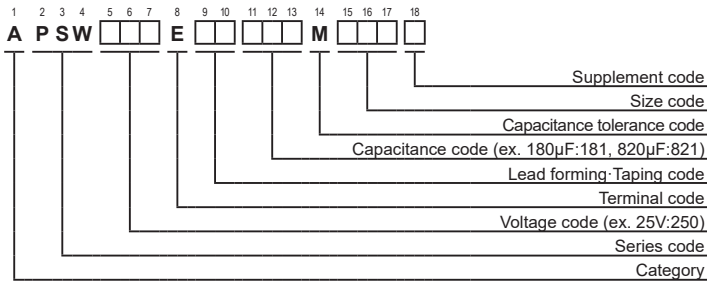 1 2 3 4 5 6 7 8 9 10 11 12 13 14 15 16 17 18
A P S W □□□ E □□ □□□ M □□□ □
Supplement code
Size code
Capacitance tolerance code
Capacitance code (ex. 180µF:181, 820µF:821)
Lead forming·Taping code
Terminal code
Voltage code (ex. 25V:250)
Series code
Category